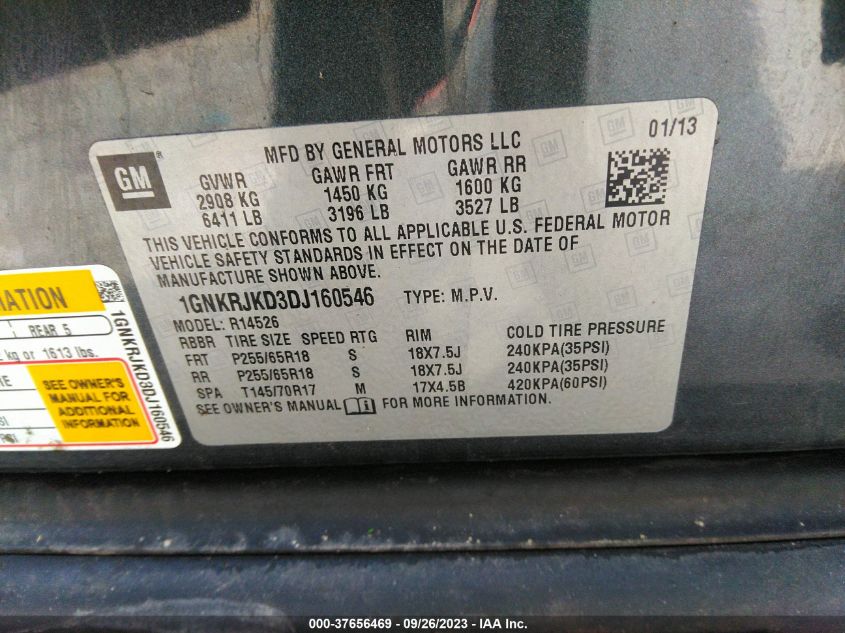 01/13
MFD BY GENERAL MOTORS LLC
GM
GVWR GAWR FRT GAWR RR
2908 KG 1450 KG 1600 KG
6411 LB 3196 LB 3527 LB
THIS VEHICLE CONFORMS TO ALL APPLICABLE U.S. FEDERAL MOTOR
VEHICLE SAFETY STANDARDS IN EFFECT ON THE DATE OF
MANUFACTURE SHOWN ABOVE.
1GNKRJKD3DJ160546 TYPE: M.P.V.
MODEL: R14526
RBBR TIRE SIZE SPEED RTG RIM COLD TIRE PRESSURE
FRT P255/65R18 S 18X7.5J 240KPA(35PSI)
RR P255/65R18 S 18X7.5J 240KPA(35PSI)
SPA T145/70R17 M 17X4.5B 420KPA(60PSI)
SEE OWNER'S MANUAL FOR MORE INFORMATION.
REAR 5
kg or 1613 lbs.
SEE OWNER'S
MANUAL FOR
ADDITIONAL
INFORMATION
1GNKRJKD3DJ160546
000-37656469 - 09/26/2023 - IAA Inc.